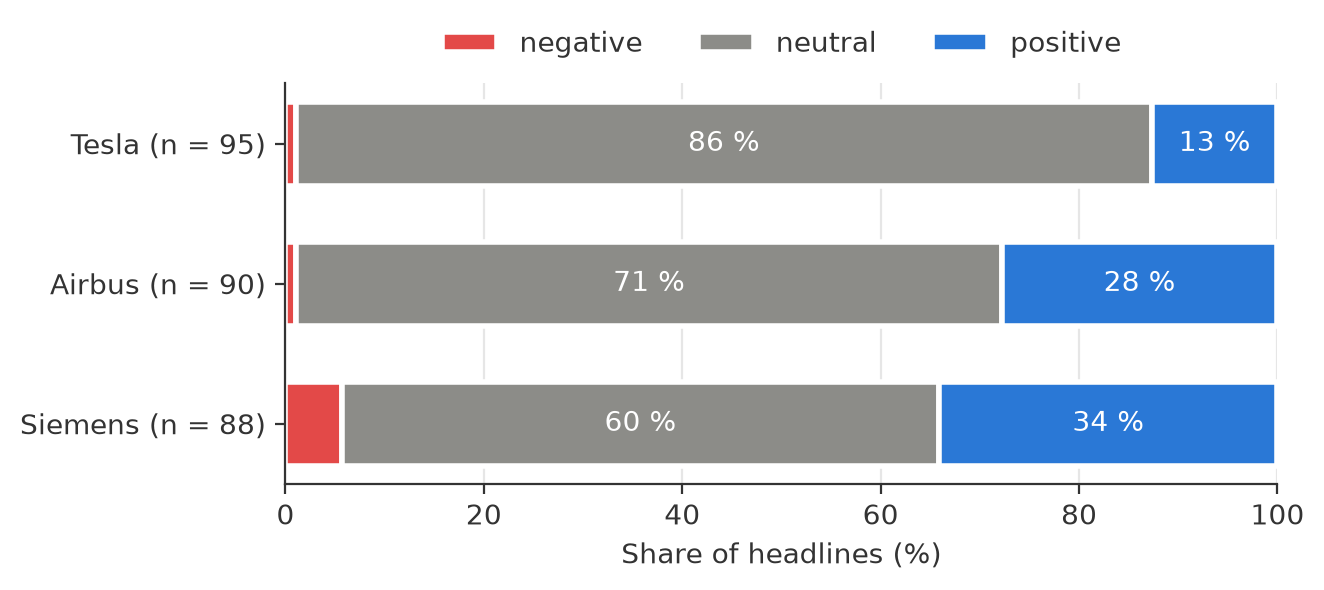 negative neutral positive
Tesla (n = 95) 86 % 13 %
Airbus (n = 90) 71 % 28 %
Siemens (n = 88) 60 % 34 %
0 20 40 60 80 100
Share of headlines (%)